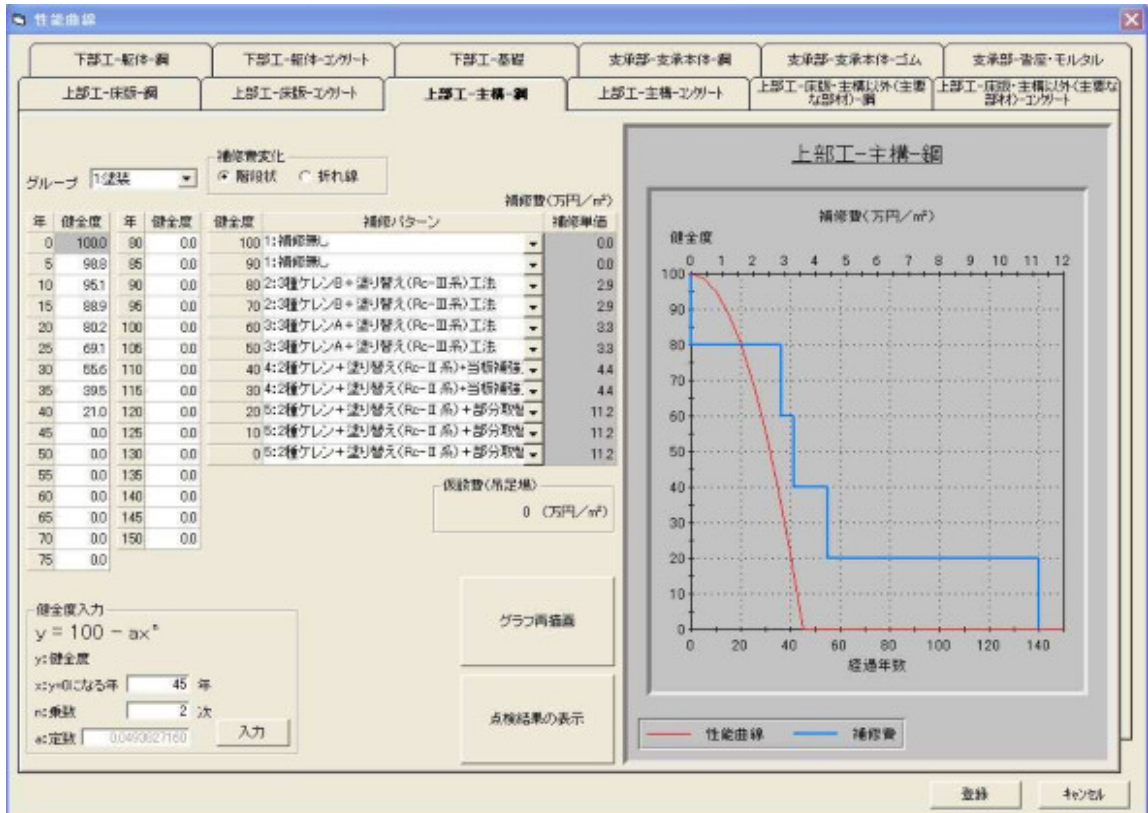 性能曲線
下部工-躯体-鋼 下部工-躯体-コンクリート 下部工-基礎 支承部-支承本体-鋼 支承部-支承本体-ゴム 支承部-沓座・モルタル
上部工-床版-鋼 上部工-床版-コンクリート 上部工-主構-鋼 上部工-主構-コンクリート 上部工-床版・主構以外(主要な部材)-鋼 上部工-床版・主構以外(主要な部材)-コンクリート
グループ 1:塗装
補修費変化
階段状 折れ線
補修費(万円/m²)
年 健全度 年 健全度 健全度 補修パターン 補修単価
0 100.0 80 0.0 100 1:補修無し 0.0
5 98.8 85 0.0 90 1:補修無し 0.0
10 95.1 90 0.0 80 2:3種ケレンB+塗り替え(Rc-Ⅲ系)工法 2.9
15 88.9 95 0.0 70 2:3種ケレンB+塗り替え(Rc-Ⅲ系)工法 2.9
20 80.2 100 0.0 60 3:3種ケレンA+塗り替え(Rc-Ⅲ系)工法 3.3
25 69.1 105 0.0 50 3:3種ケレンA+塗り替え(Rc-Ⅲ系)工法 3.3
30 55.6 110 0.0 40 4:2種ケレン+塗り替え(Rc-Ⅱ系)+当板補強 4.4
35 39.5 115 0.0 30 4:2種ケレン+塗り替え(Rc-Ⅱ系)+当板補強 4.4
40 21.0 120 0.0 20 5:2種ケレン+塗り替え(Rc-Ⅱ系)+部分取替 11.2
45 0.0 125 0.0 10 5:2種ケレン+塗り替え(Rc-Ⅱ系)+部分取替 11.2
50 0.0 130 0.0 0 5:2種ケレン+塗り替え(Rc-Ⅱ系)+部分取替 11.2
55 0.0 135 0.0
60 0.0 140 0.0
65 0.0 145 0.0
70 0.0 150 0.0
75 0.0
仮設費(吊足場)
0 (万円/m²)
健全度入力
y = 100 - axⁿ
y:健全度
x:y=0になる年 45 年
n:乗数 2 次
a:定数 0.0493827160
入力
グラフ再描画
点検結果の表示
上部工-主構-鋼
補修費(万円/m²)
健全度
0 1 2 3 4 5 6 7 8 9 10 11 12
100
90
80
70
60
50
40
30
20
10
0
0 20 40 60 80 100 120 140
経過年数
性能曲線 補修費
登録 キャンセル